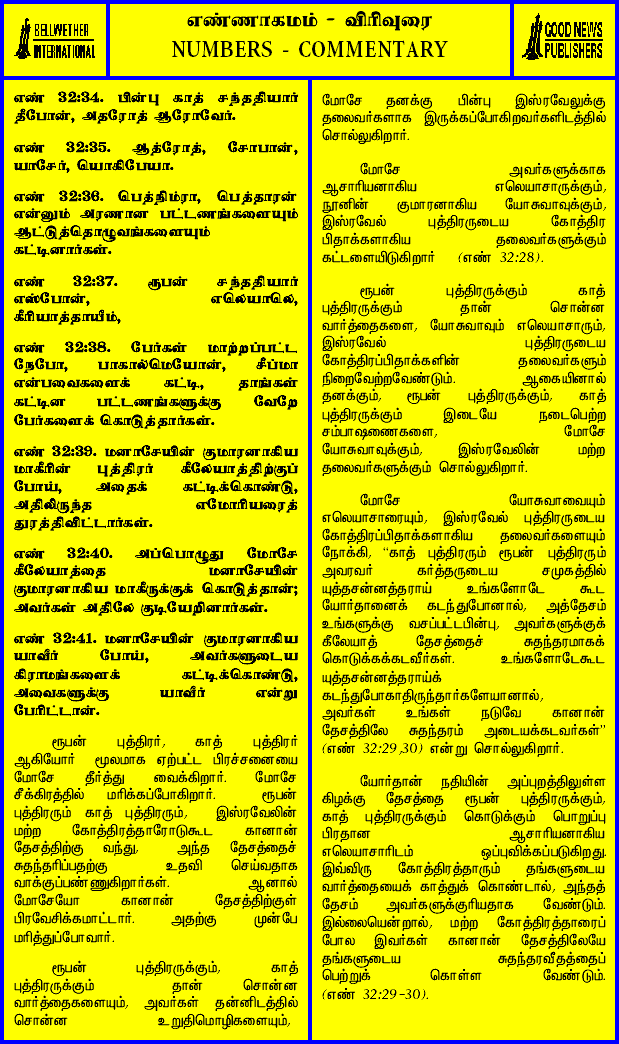 BELLWETHER
INTERNATIONAL
எண்ணாகமம் - விரிவுரை
NUMBERS - COMMENTARY
GOOD NEWS
PUBLISHERS
எண் 32:34. பின்பு காத் சந்ததியார்
தீபோன், அதரோத் ஆரோவேர்.
எண் 32:35. ஆத்ரோத், சோபான்,
யாசேர், யொகிபேயா.
எண் 32:36. பெத்நிம்ரா, பெத்தாரன்
என்னும் அரணான பட்டணங்களையும்
ஆட்டுத்தொழுவங்களையும்
கட்டினார்கள்.
எண் 32:37. ரூபன் சந்ததியார்
எஸ்போன், எலெயாலெ,
கீரியாத்தாயீம்,
எண் 32:38. பேர்கள் மாற்றப்பட்ட
நேபோ, பாகால்மெயோன், சீப்மா
என்பவைகளைக் கட்டி, தாங்கள்
கட்டின பட்டணங்களுக்கு வேறே
பேர்களைக் கொடுத்தார்கள்.
எண் 32:39. மனாசேயின் குமாரனாகிய
மாகீரின் புத்திரர் கீலேயாத்திற்குப்
போய், அதைக் கட்டிக்கொண்டு,
அதிலிருந்த எமோரியரைத்
துரத்திவிட்டார்கள்.
எண் 32:40. அப்பொழுது மோசே
கீலேயாத்தை மனாசேயின்
குமாரனாகிய மாகீருக்குக் கொடுத்தான்;
அவர்கள் அதிலே குடியேறினார்கள்.
எண் 32:41. மனாசேயின் குமாரனாகிய
யாவீர் போய், அவர்களுடைய
கிராமங்களைக் கட்டிக்கொண்டு,
அவைகளுக்கு யாவீர் என்று
பேரிட்டான்.
ரூபன் புத்திரர், காத் புத்திரர்
ஆகியோர் மூலமாக ஏற்பட்ட பிரச்சனையை
மோசே தீர்த்து வைக்கிறார். மோசே
சீக்கிரத்தில் மரிக்கப்போகிறார். ரூபன்
புத்திரரும் காத் புத்திரரும், இஸ்ரவேலின்
மற்ற கோத்திரத்தாரோடுகூட கானான்
தேசத்திற்கு வந்து, அந்த தேசத்தைச்
சுதந்தரிப்பதற்கு உதவி செய்வதாக
வாக்குப்பண்ணுகிறார்கள். ஆனால்
மோசேயோ கானான் தேசத்திற்குள்
பிரவேசிக்கமாட்டார். அதற்கு முன்பே
மரித்துப்போவார்.
ரூபன் புத்திரருக்கும், காத்
புத்திரருக்கும் தான் சொன்ன
வார்த்தைகளையும், அவர்கள் தன்னிடத்தில்
சொன்ன உறுதிமொழிகளையும்,
மோசே தனக்கு பின்பு இஸ்ரவேலுக்கு
தலைவர்களாக இருக்கப்போகிறவர்களிடத்தில்
சொல்லுகிறார்.
மோசே அவர்களுக்காக
ஆசாரியனாகிய எலெயாசாருக்கும்,
நூனின் குமாரனாகிய யோசுவாவுக்கும்,
இஸ்ரவேல் புத்திரருடைய கோத்திர
பிதாக்களாகிய தலைவர்களுக்கும்
கட்டளையிடுகிறார் (எண் 32:28).
ரூபன் புத்திரருக்கும் காத்
புத்திரருக்கும் தான் சொன்ன
வார்த்தைகளை, யோசுவாவும் எலெயாசாரும்,
இஸ்ரவேல் புத்திரருடைய
கோத்திரப்பிதாக்களின் தலைவர்களும்
நிறைவேற்றவேண்டும். ஆகையினால்
தனக்கும், ரூபன் புத்திரருக்கும், காத்
புத்திரருக்கும் இடையே நடைபெற்ற
சம்பாஷணைகளை, மோசே
யோசுவாவுக்கும், இஸ்ரவேலின் மற்ற
தலைவர்களுக்கும் சொல்லுகிறார்.
மோசே யோசுவாவையும்
எலெயாசாரையும், இஸ்ரவேல் புத்திரருடைய
கோத்திரப்பிதாக்களாகிய தலைவர்களையும்
நோக்கி, “காத் புத்திரரும் ரூபன் புத்திரரும்
அவரவர் கர்த்தருடைய சமுகத்தில்
யுத்தசன்னத்தராய் உங்களோடே கூட
யோர்தானைக் கடந்துபோனால், அத்தேசம்
உங்களுக்கு வசப்பட்டபின்பு, அவர்களுக்குக்
கீலேயாத் தேசத்தைச் சுதந்தரமாகக்
கொடுக்கக்கடவீர்கள். உங்களோடேகூட
யுத்தசன்னத்தராய்க்
கடந்துபோகாதிருந்தார்களேயானால்,
அவர்கள் உங்கள் நடுவே கானான்
தேசத்திலே சுதந்தரம் அடையக்கடவர்கள்”
(எண் 32:29,30) என்று சொல்லுகிறார்.
யோர்தான் நதியின் அப்புறத்திலுள்ள
கிழக்கு தேசத்தை ரூபன் புத்திரருக்கும்,
காத் புத்திரருக்கும் கொடுக்கும் பொறுப்பு
பிரதான ஆசாரியனாகிய
எலெயாசாரிடம் ஒப்புவிக்கப்படுகிறது.
இவ்விரு கோத்திரத்தாரும் தங்களுடைய
வார்த்தையைக் காத்துக் கொண்டால், அந்தத்
தேசம் அவர்களுக்குரியதாக வேண்டும்.
இல்லையென்றால், மற்ற கோத்திரத்தாரைப்
போல இவர்கள் கானான் தேசத்திலேயே
தங்களுடைய சுதந்தரவீதத்தைப்
பெற்றுக் கொள்ள வேண்டும்.
(எண் 32:29-30).